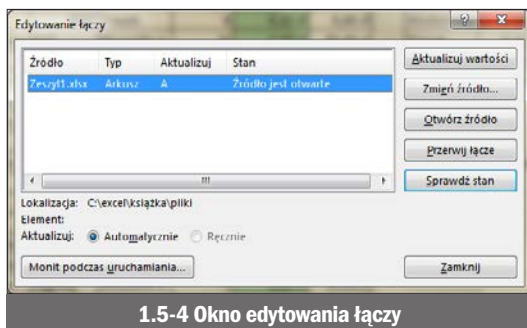 Edytowanie łączy
Źródło Typ Aktualizuj Stan
Zeszyt1.xlsx Arkusz A Źródło jest otwarte
Aktualizuj wartości
Zmień źródło...
Otwórz źródło
Przerwij łącze
Sprawdź stan
Lokalizacja: C:\excel\książka\pliki
Element:
Aktualizuj: Automatycznie Ręcznie
Monit podczas uruchamiania... Zamknij
1.5-4 Okno edytowania łączy